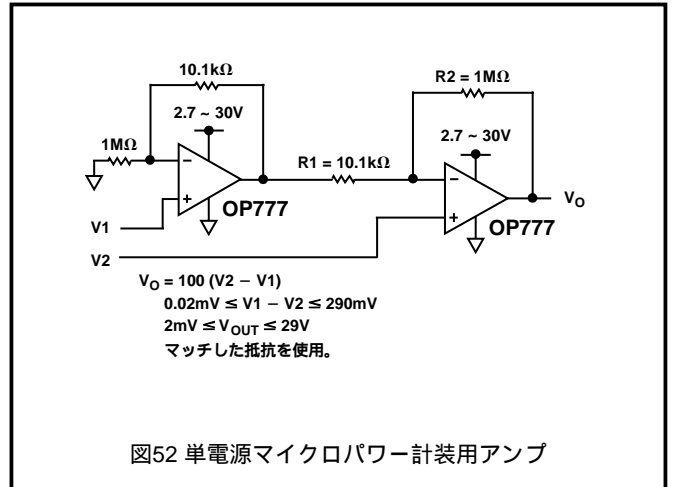 10.1kΩ
2.7 ~ 30V
1MΩ
V1
V2
OP777
R1 = 10.1kΩ
R2 = 1MΩ
2.7 ~ 30V
VO
OP777
VO = 100 (V2 − V1)
0.02mV ≤ V1 − V2 ≤ 290mV
2mV ≤ VOUT ≤ 29V
マッチした抵抗を使用。
図52 単電源マイクロパワー計装用アンプ